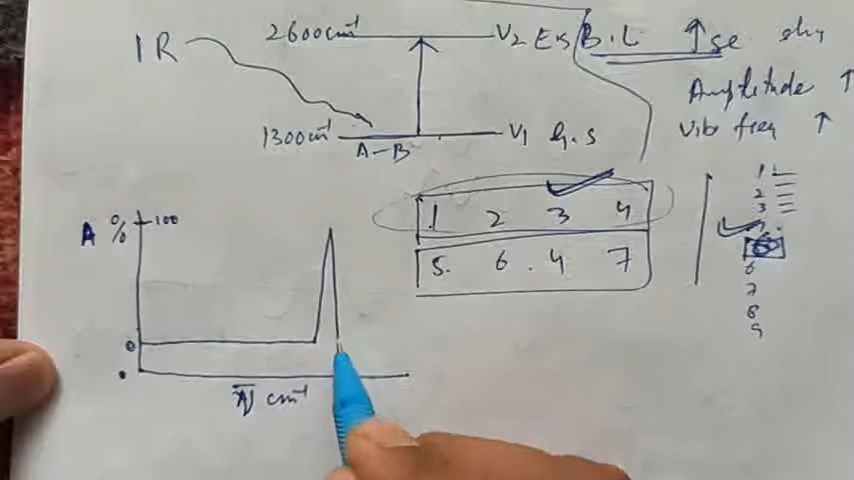 IR
2600cm⁻¹ V2 E.S
1300cm⁻¹ V1 G.S
A-B
B.L ↑se
Amplitude ↑
Vib freq ↑
A % 100
0
ν̅ cm⁻¹
1 2 3 4
5. 6. 4 7
1
2
3
6
7
8
9